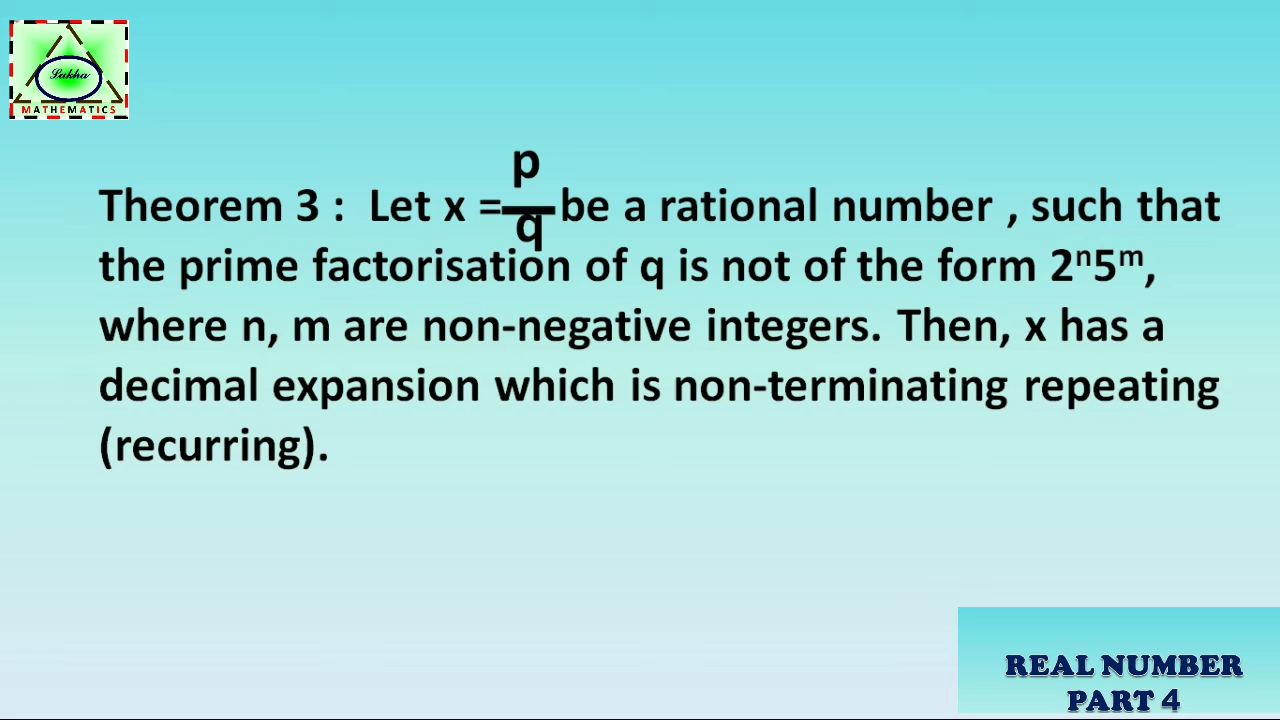 Sakha
MATHEMATICS
p
Theorem 3 : Let x = be a rational number , such that
q
the prime factorisation of q is not of the form 2ⁿ5ᵐ,
where n, m are non-negative integers. Then, x has a
decimal expansion which is non-terminating repeating
(recurring).
REAL NUMBER
PART 4